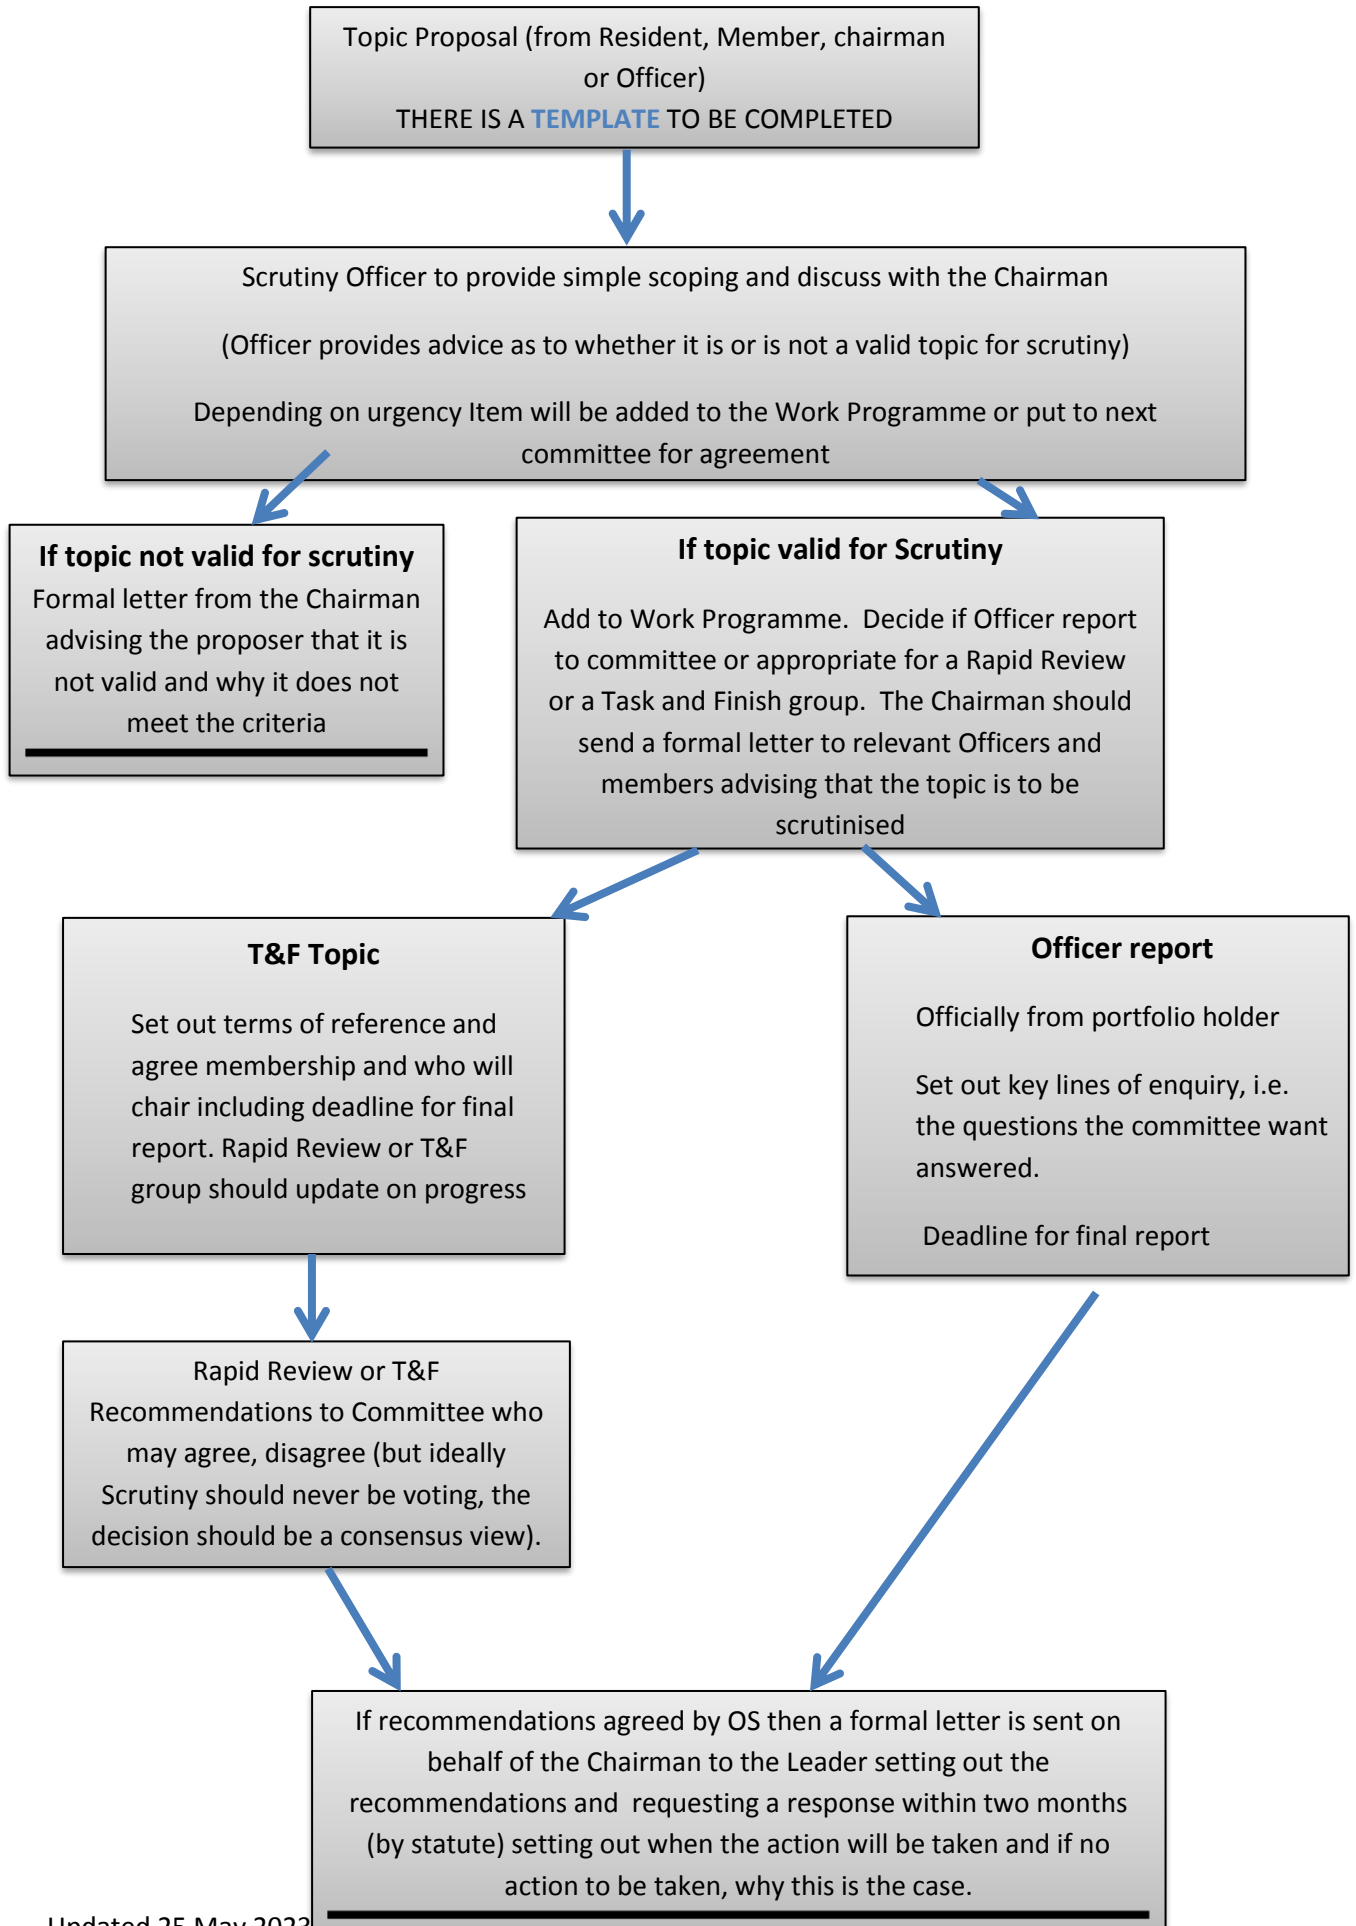 Topic Proposal (from Resident, Member, chairman
or Officer)
THERE IS A TEMPLATE TO BE COMPLETED
Scrutiny Officer to provide simple scoping and discuss with the Chairman
(Officer provides advice as to whether it is or is not a valid topic for scrutiny)
Depending on urgency Item will be added to the Work Programme or put to next
committee for agreement
If topic not valid for scrutiny
Formal letter from the Chairman
advising the proposer that it is
not valid and why it does not
meet the criteria
If topic valid for Scrutiny
Add to Work Programme.  Decide if Officer report
to committee or appropriate for a Rapid Review
or a Task and Finish group.  The Chairman should
send a formal letter to relevant Officers and
members advising that the topic is to be
scrutinised
T&F Topic
Set out terms of reference and
agree membership and who will
chair including deadline for final
report. Rapid Review or T&F
group should update on progress
Officer report
Officially from portfolio holder
Set out key lines of enquiry, i.e.
the questions the committee want
answered.
Deadline for final report
Rapid Review or T&F
Recommendations to Committee who
may agree, disagree (but ideally
Scrutiny should never be voting, the
decision should be a consensus view).
If recommendations agreed by OS then a formal letter is sent on
behalf of the Chairman to the Leader setting out the
recommendations and  requesting a response within two months
(by statute) setting out when the action will be taken and if no
action to be taken, why this is the case.
Updated 25 May 2023